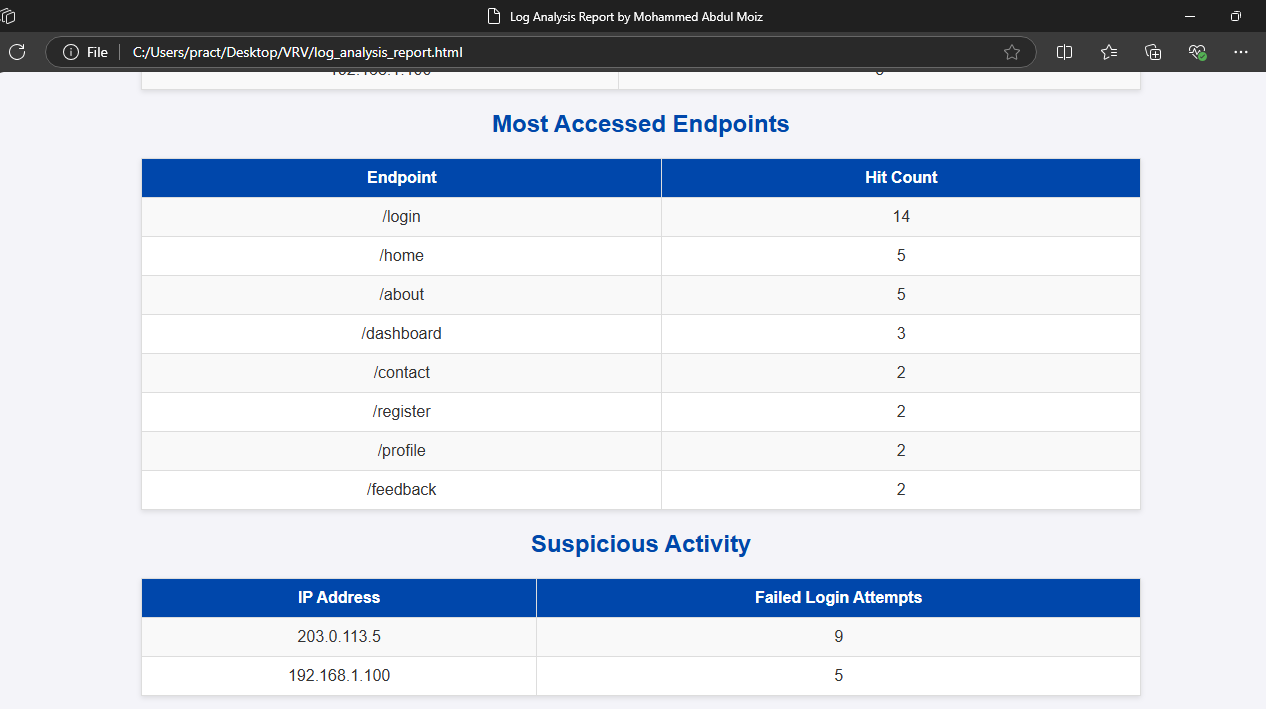 Log Analysis Report by Mohammed Abdul Moiz
File C:/Users/pract/Desktop/VRV/log_analysis_report.html
Most Accessed Endpoints
Endpoint Hit Count
/login 14
/home 5
/about 5
/dashboard 3
/contact 2
/register 2
/profile 2
/feedback 2
Suspicious Activity
IP Address Failed Login Attempts
203.0.113.5 9
192.168.1.100 5